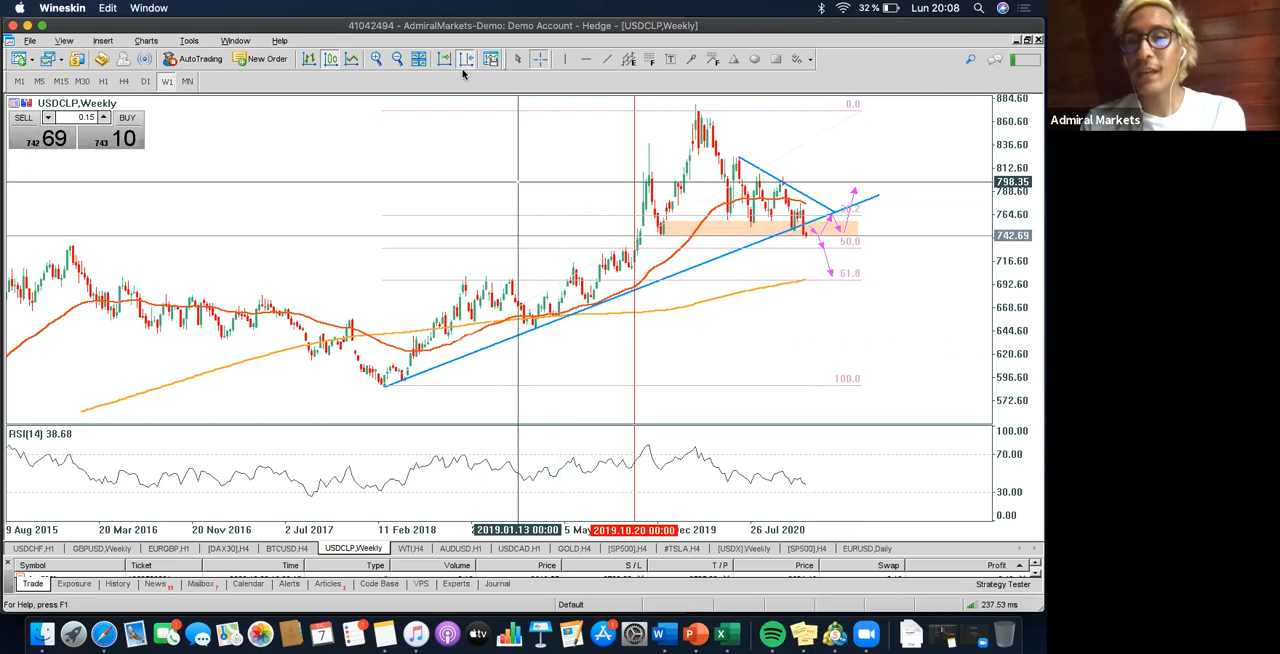 Wineskin Edit Window 32 % Lun 20:08
41042494 - AdmiralMarkets-Demo: Demo Account - Hedge - [USDCLP,Weekly]
File View Insert Charts Tools Window Help
AutoTrading New Order
M1 M5 M15 M30 H1 H4 D1 W1 MN
USDCLP,Weekly
SELL 0.15 BUY
742 69 743 10
0.0
38.2
50.0
61.8
100.0
884.60
860.60
836.60
812.60
798.35
788.60
764.60
742.69
716.60
692.60
668.60
644.60
620.60
596.60
572.60
Admiral Markets
RSI(14) 38.68
100.00
70.00
30.00
0.00
9 Aug 2015 20 Mar 2016 20 Nov 2016 2 Jul 2017 11 Feb 2018 2019.01.13 00:00 5 May 2019.10.20 00:00 Dec 2019 26 Jul 2020
USDCHF,H1 GBPUSD,Weekly EURGBP,H1 [DAX30],H4 BTCUSD,H4 USDCLP,Weekly WTI,H4 AUDUSD,H1 USDCAD,H1 GOLD,H4 [SP500],H4 #TSLA,H4 [USDX],Weekly [SP500],H4 EURUSD,Daily
Symbol Ticket Time Type Volume Price S / L T / P Price Swap Profit
Trade Exposure History News Mailbox Calendar Alerts Articles Code Base VPS Experts Journal Strategy Tester
For Help, press F1 Default 237.53 ms
7